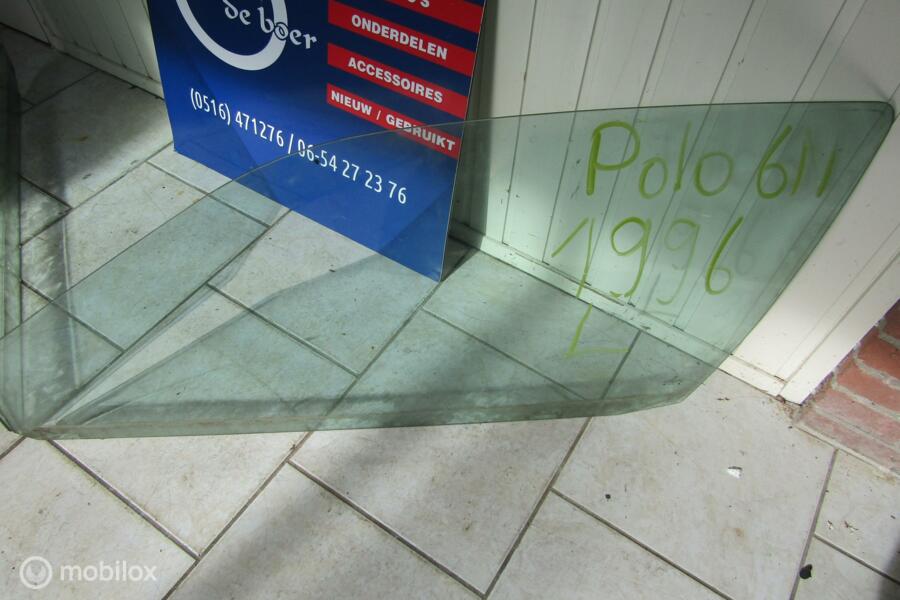 de boer
ONDERDELEN
ACCESSOIRES
NIEUW / GEBRUIKT
(0516) 471276 / 06-54 27 23 76
Polo 6N
1996
L
mobilox